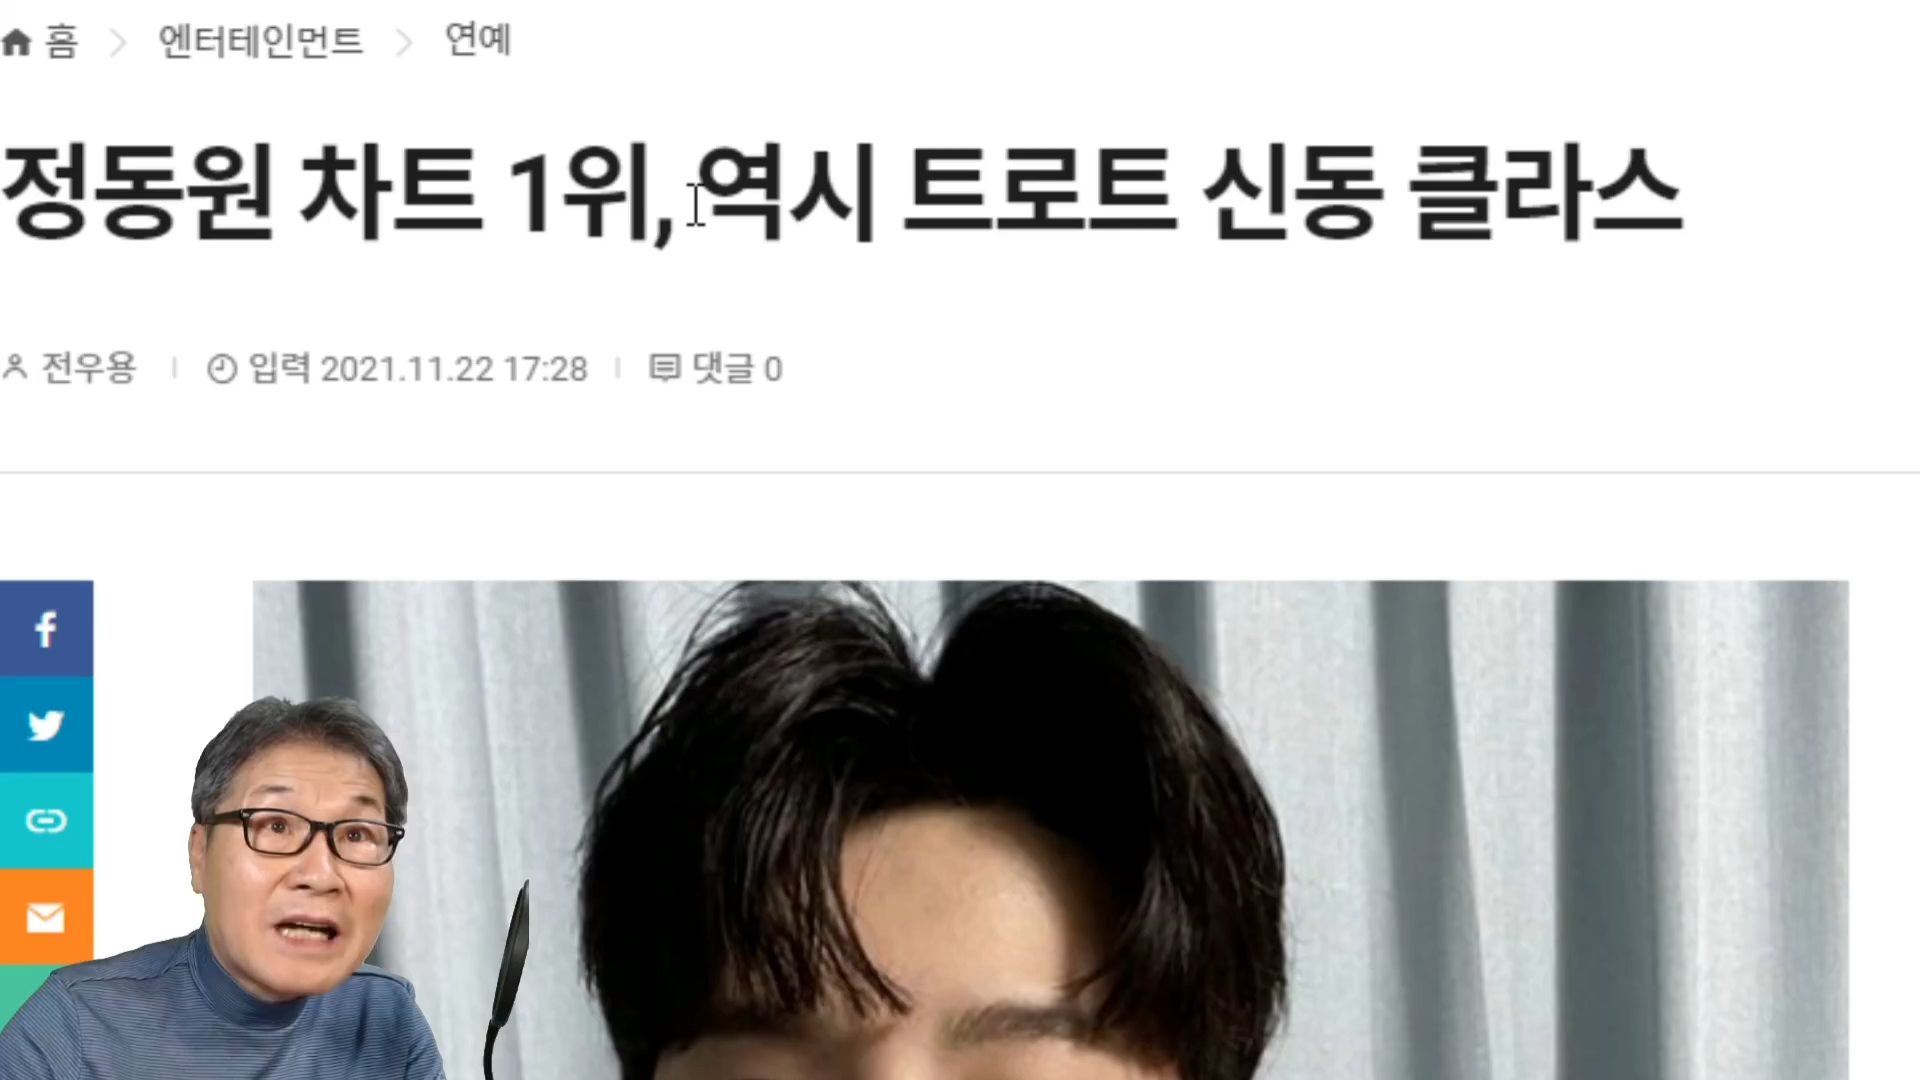 홈 > 엔터테인먼트 > 연예
정동원 차트 1위, 역시 트로트 신동 클라스
전우용 | 입력 2021.11.22 17:28 | 댓글 0